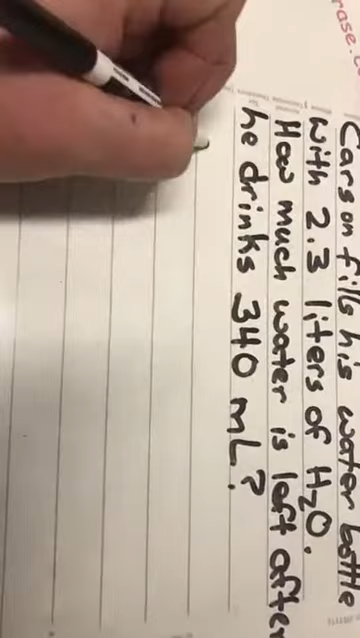 Carson fills his water bottle
with 2.3 liters of H₂O.
How much water is left after
he drinks 340 mL?